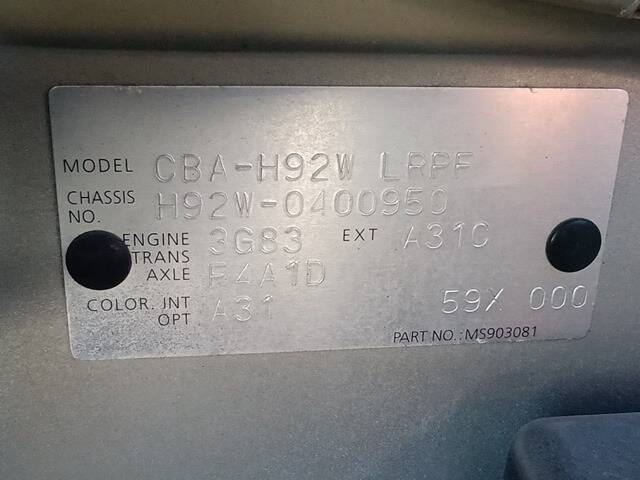 MODEL CBA-H92W LRPF
CHASSIS NO. H92W-0400950
ENGINE 3G83 EXT A31C
TRANS AXLE F4A1D
COLOR. INT OPT A31 59X 000
PART NO.: MS903081